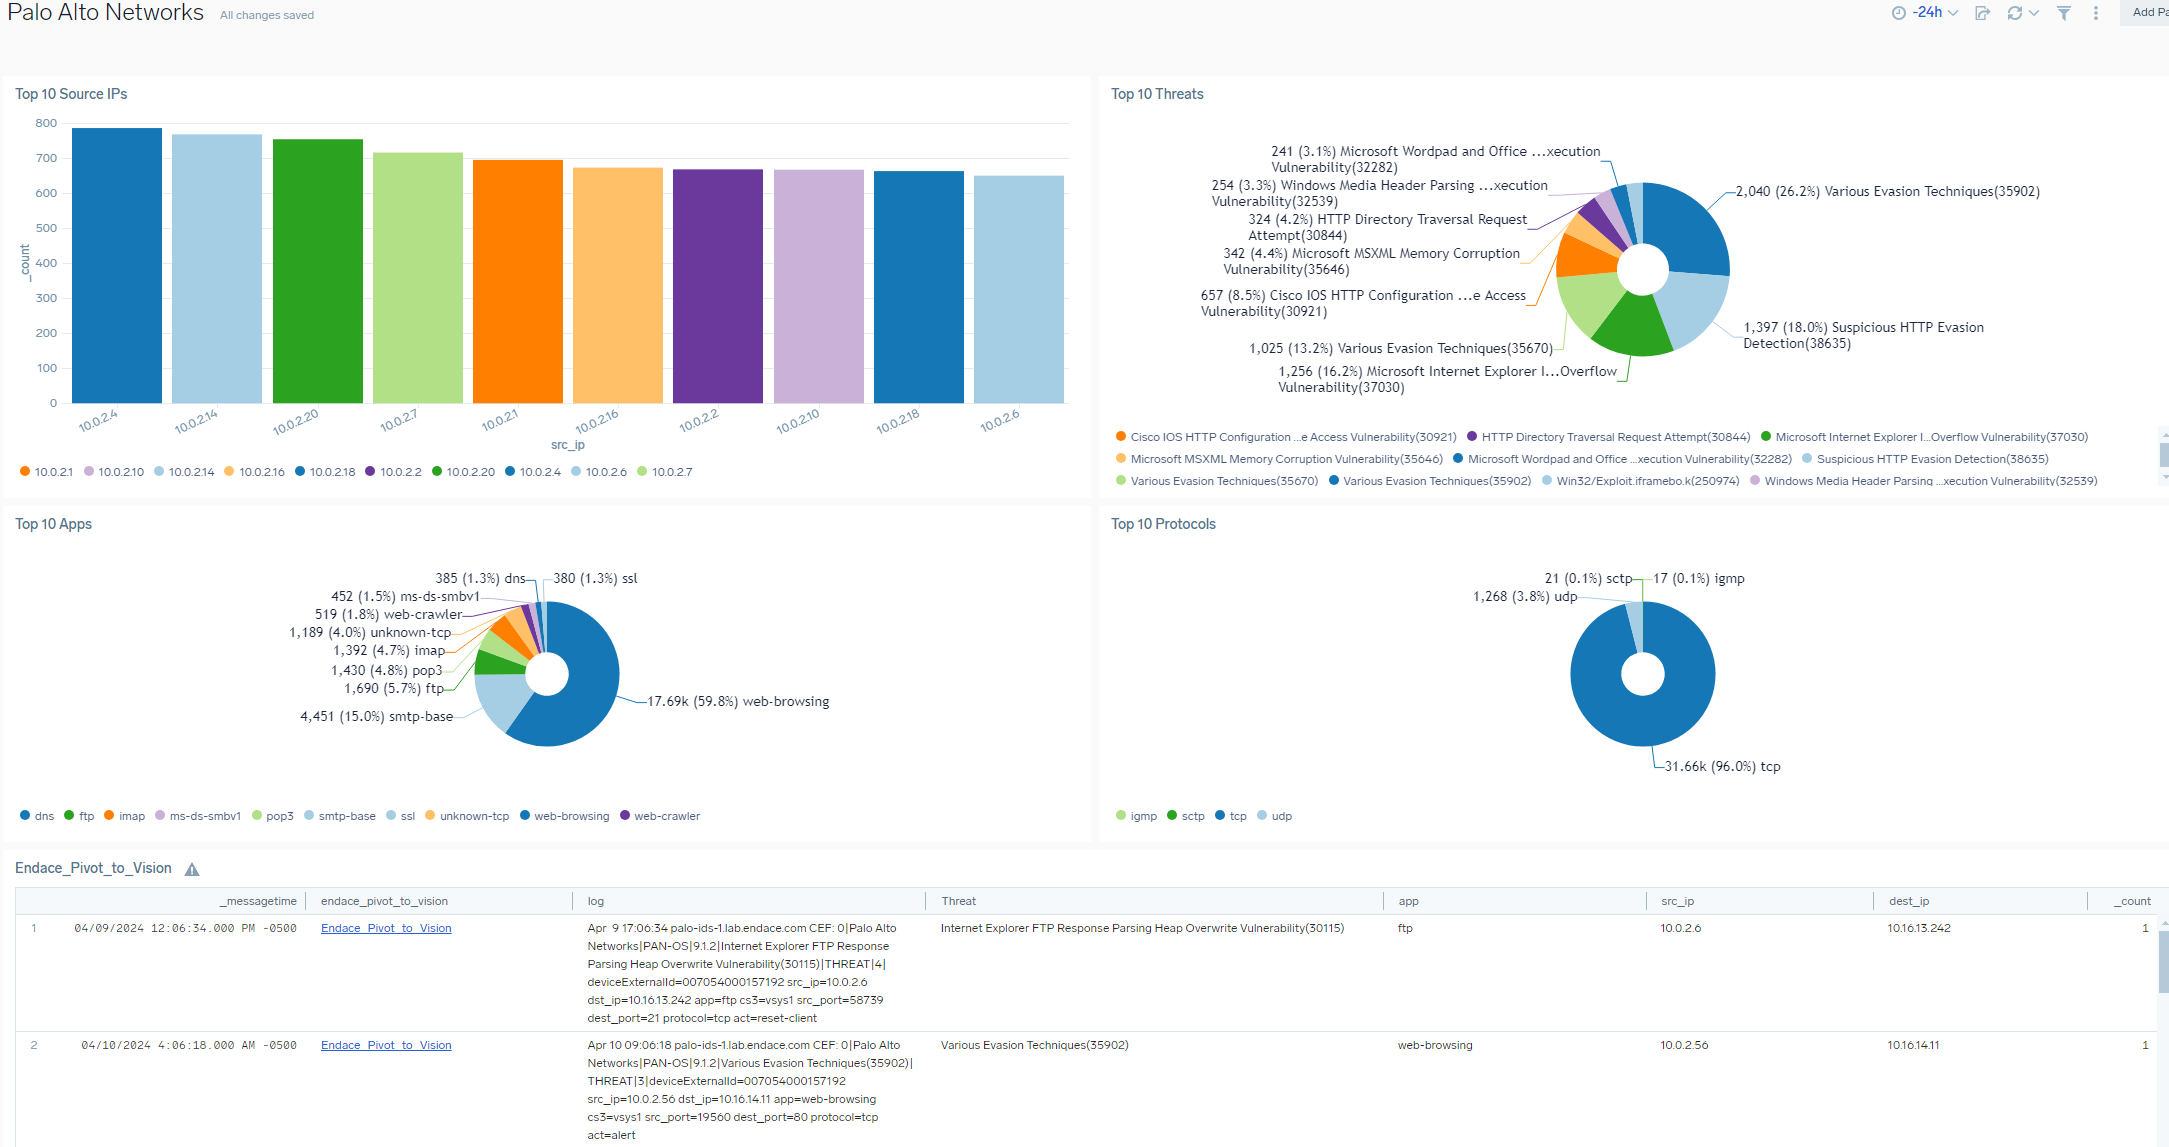 Palo Alto Networks All changes saved
-24h
Add Pa
Top 10 Source IPs
800
700
600
500
400
300
200
100
0
_count
10.0.2.4 10.0.2.14 10.0.2.20 10.0.2.7 10.0.2.1 10.0.2.16 10.0.2.2 10.0.2.10 10.0.2.18 10.0.2.6
src_ip
10.0.2.1 10.0.2.10 10.0.2.14 10.0.2.16 10.0.2.18 10.0.2.2 10.0.2.20 10.0.2.4 10.0.2.6 10.0.2.7
Top 10 Threats
241 (3.1%) Microsoft Wordpad and Office ...xecution
Vulnerability(32282)
254 (3.3%) Windows Media Header Parsing ...xecution
Vulnerability(32539)
324 (4.2%) HTTP Directory Traversal Request
Attempt(30844)
342 (4.4%) Microsoft MSXML Memory Corruption
Vulnerability(35646)
657 (8.5%) Cisco IOS HTTP Configuration ...e Access
Vulnerability(30921)
1,025 (13.2%) Various Evasion Techniques(35670)
1,256 (16.2%) Microsoft Internet Explorer I...Overflow
Vulnerability(37030)
2,040 (26.2%) Various Evasion Techniques(35902)
1,397 (18.0%) Suspicious HTTP Evasion
Detection(38635)
Cisco IOS HTTP Configuration ...e Access Vulnerability(30921) HTTP Directory Traversal Request Attempt(30844) Microsoft Internet Explorer I...Overflow Vulnerability(37030)
Microsoft MSXML Memory Corruption Vulnerability(35646) Microsoft Wordpad and Office ...xecution Vulnerability(32282) Suspicious HTTP Evasion Detection(38635)
Various Evasion Techniques(35670) Various Evasion Techniques(35902) Win32/Exploit.iframebo.k(250974) Windows Media Header Parsing ...xecution Vulnerability(32539)
Top 10 Apps
385 (1.3%) dns 380 (1.3%) ssl
452 (1.5%) ms-ds-smbv1
519 (1.8%) web-crawler
1,189 (4.0%) unknown-tcp
1,392 (4.7%) imap
1,430 (4.8%) pop3
1,690 (5.7%) ftp
4,451 (15.0%) smtp-base
17.69k (59.8%) web-browsing
dns ftp imap ms-ds-smbv1 pop3 smtp-base ssl unknown-tcp web-browsing web-crawler
Top 10 Protocols
21 (0.1%) sctp 17 (0.1%) igmp
1,268 (3.8%) udp
31.66k (96.0%) tcp
igmp sctp tcp udp
Endace_Pivot_to_Vision
_messagetime endace_pivot_to_vision log Threat app src_ip dest_ip _count
1 04/09/2024 12:06:34.000 PM -0500 Endace_Pivot_to_Vision Apr 9 17:06:34 palo-ids-1.lab.endace.com CEF: 0|Palo Alto Internet Explorer FTP Response Parsing Heap Overwrite Vulnerability(30115) ftp 10.0.2.6 10.16.13.242 1
Networks|PAN-OS|9.1.2|Internet Explorer FTP Response
Parsing Heap Overwrite Vulnerability(30115)|THREAT|4|
deviceExternalId=007054000157192 src_ip=10.0.2.6
dst_ip=10.16.13.242 app=ftp cs3=vsys1 src_port=58739
dest_port=21 protocol=tcp act=reset-client
2 04/10/2024 4:06:18.000 AM -0500 Endace_Pivot_to_Vision Apr 10 09:06:18 palo-ids-1.lab.endace.com CEF: 0|Palo Alto Various Evasion Techniques(35902) web-browsing 10.0.2.56 10.16.14.11 1
Networks|PAN-OS|9.1.2|Various Evasion Techniques(35902)|
THREAT|3|deviceExternalId=007054000157192
src_ip=10.0.2.56 dst_ip=10.16.14.11 app=web-browsing
cs3=vsys1 src_port=19560 dest_port=80 protocol=tcp
act=alert